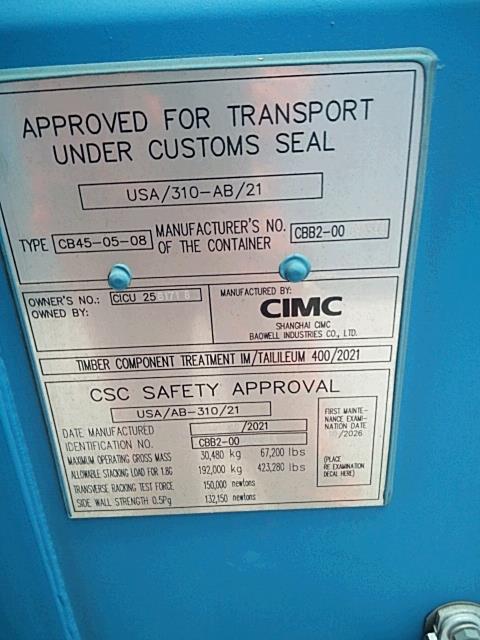 APPROVED FOR TRANSPORT
UNDER CUSTOMS SEAL
USA/310-AB/21
TYPE CB45-05-08 MANUFACTURER'S NO. OF THE CONTAINER CBB2-00
OWNER'S NO.: CICU 25
OWNED BY:
MANUFACTURED BY:
CIMC
SHANGHAI CIMC
BAOWELL INDUSTRIES CO., LTD.
TIMBER COMPONENT TREATMENT IM/TAILILEUM 400/2021
CSC SAFETY APPROVAL
USA/AB-310/21
DATE MANUFACTURED /2021
IDENTIFICATION NO. CBB2-00
MAXIMUM OPERATING GROSS MASS 30,480 kg 67,200 lbs
ALLOWABLE STACKING LOAD FOR 1.8G 192,000 kg 423,280 lbs
TRANSVERSE RACKING TEST FORCE 150,000 newtons
SIDE WALL STRENGTH 0.5Pg 132,150 newtons
FIRST MAINTE-
NANCE EXAMI-
NATION DATE
/2026
(PLACE
RE EXAMINATION
DECAL HERE)